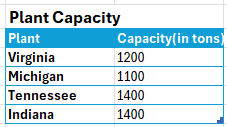 Plant Capacity
Plant Capacity(in tons)
Virginia 1200
Michigan 1100
Tennessee 1400
Indiana 1400